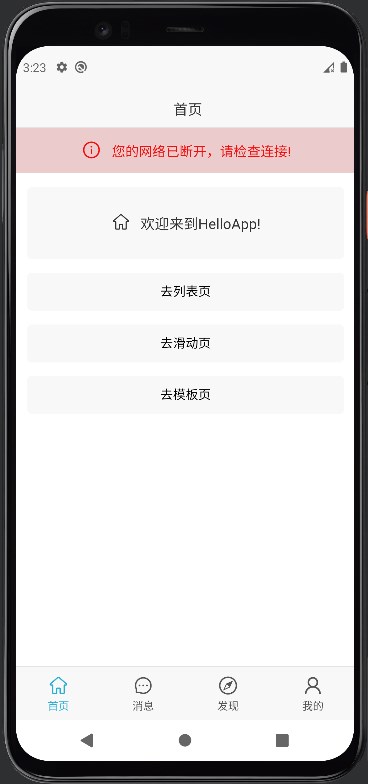 3:23
首页
您的网络已断开，请检查连接!
欢迎来到HelloApp!
去列表页
去滑动页
去模板页
首页
消息
发现
我的